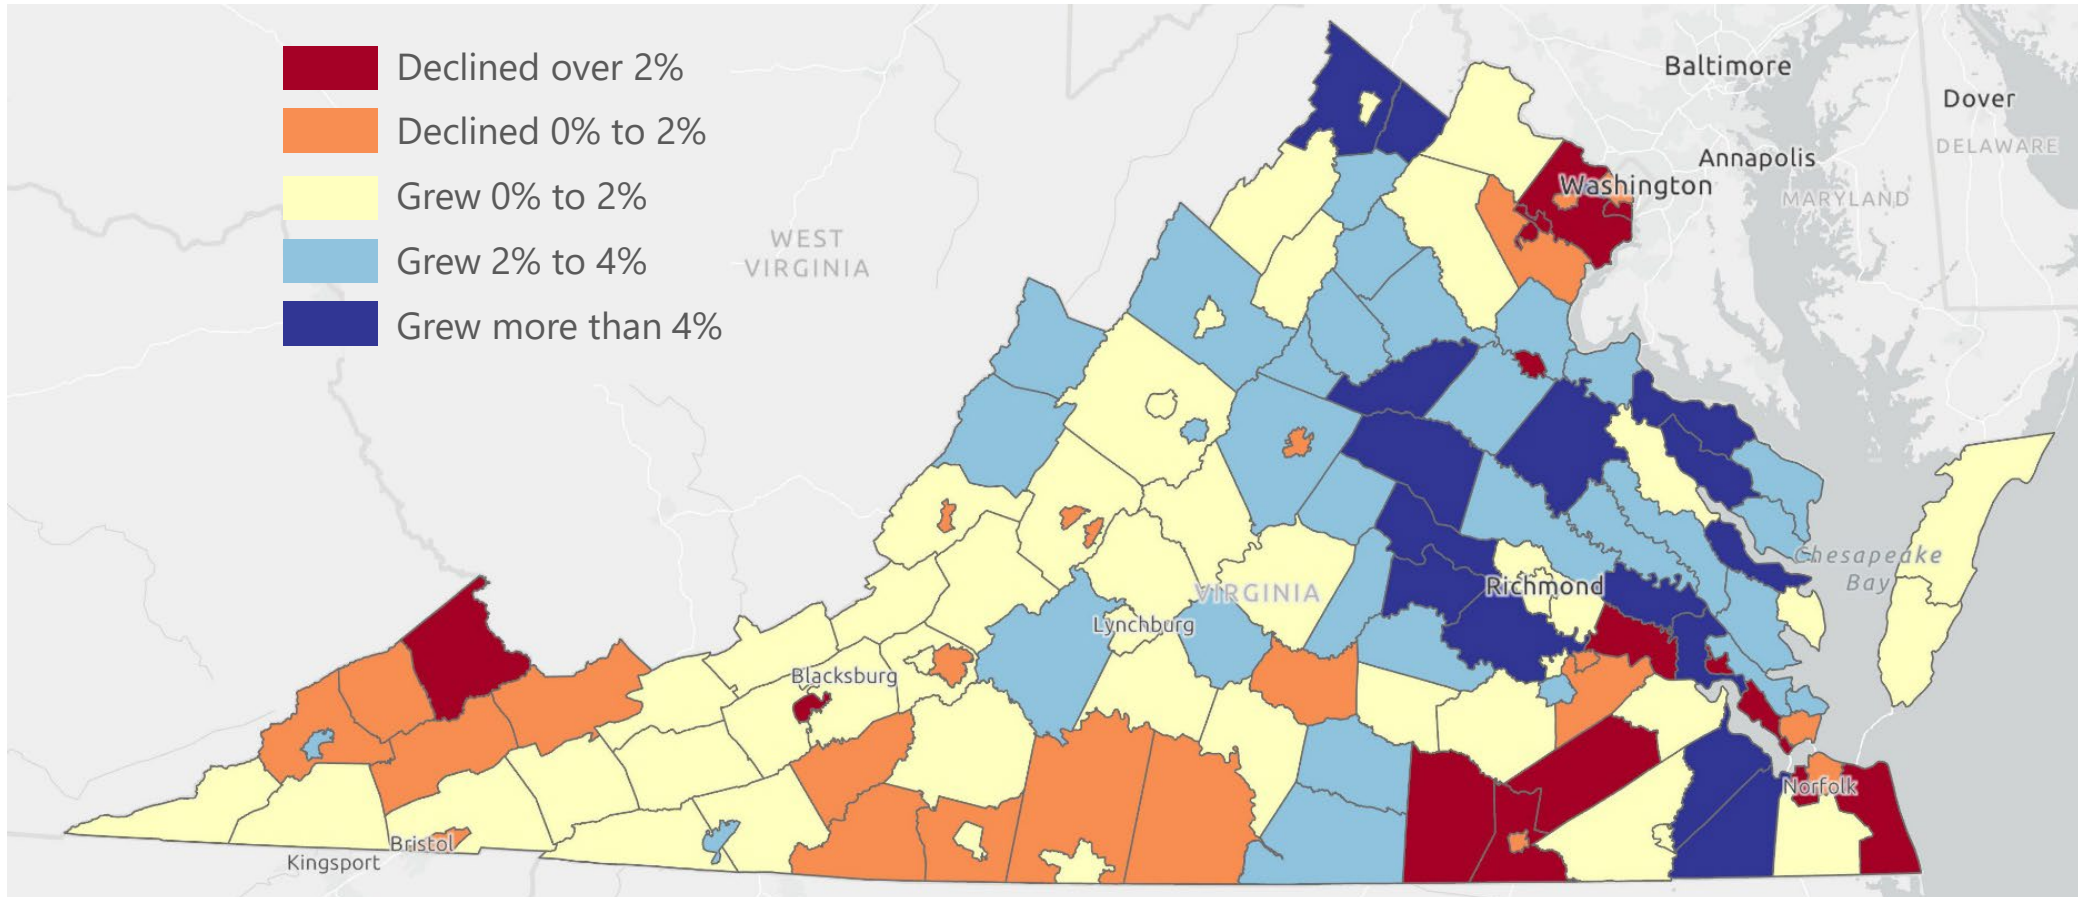 Declined over 2%
Declined 0% to 2%
Grew 0% to 2%
Grew 2% to 4%
Grew more than 4%
Baltimore
Dover
DELAWARE
Annapolis
Washington
MARYLAND
WEST
VIRGINIA
Chesapeake
Bay
Richmond
VIRGINIA
Lynchburg
Blacksburg
Norfolk
Bristol
Kingsport